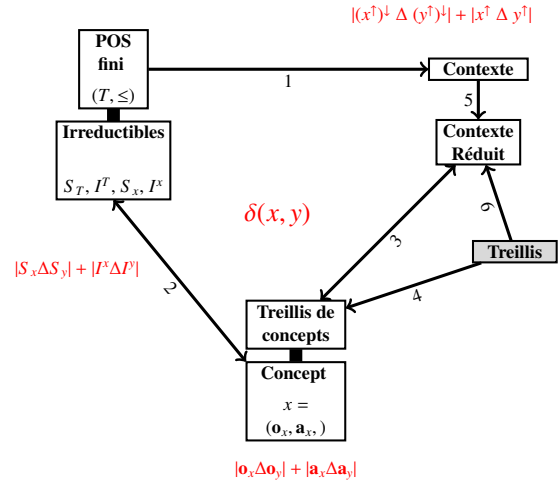 |(x↑)↓ Δ (y↑)↓| + |x↑ Δ y↑|
POS
fini
(T, ≤)
1
Contexte
5
Irreductibles
S_T, I^T, S_x, I^x
Contexte
Réduit
δ(x, y)
3
6
Treillis
|S_xΔS_y| + |I^xΔI^y|
2
4
Treillis de
concepts
Concept
x =
(o_x, a_x, )
|o_xΔo_y| + |a_xΔa_y|